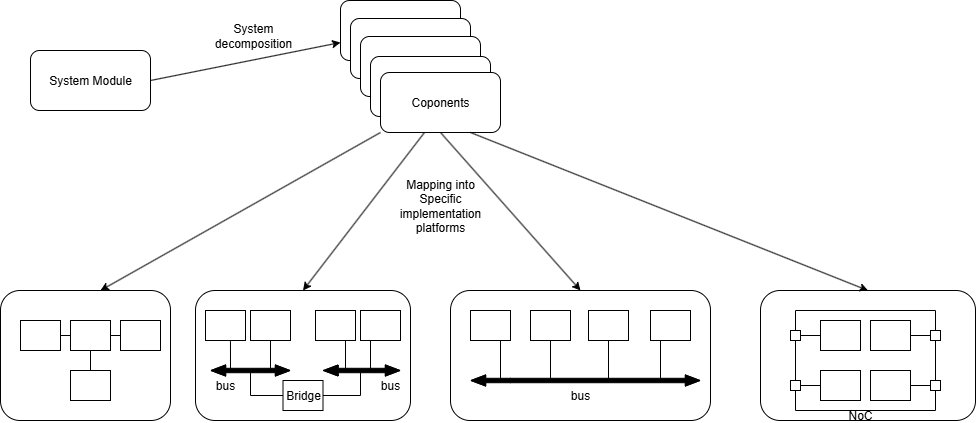 System
decomposition
System Module
Coponents
Mapping into
Specific
implementation
platforms
bus
bus
Bridge
bus
NoC